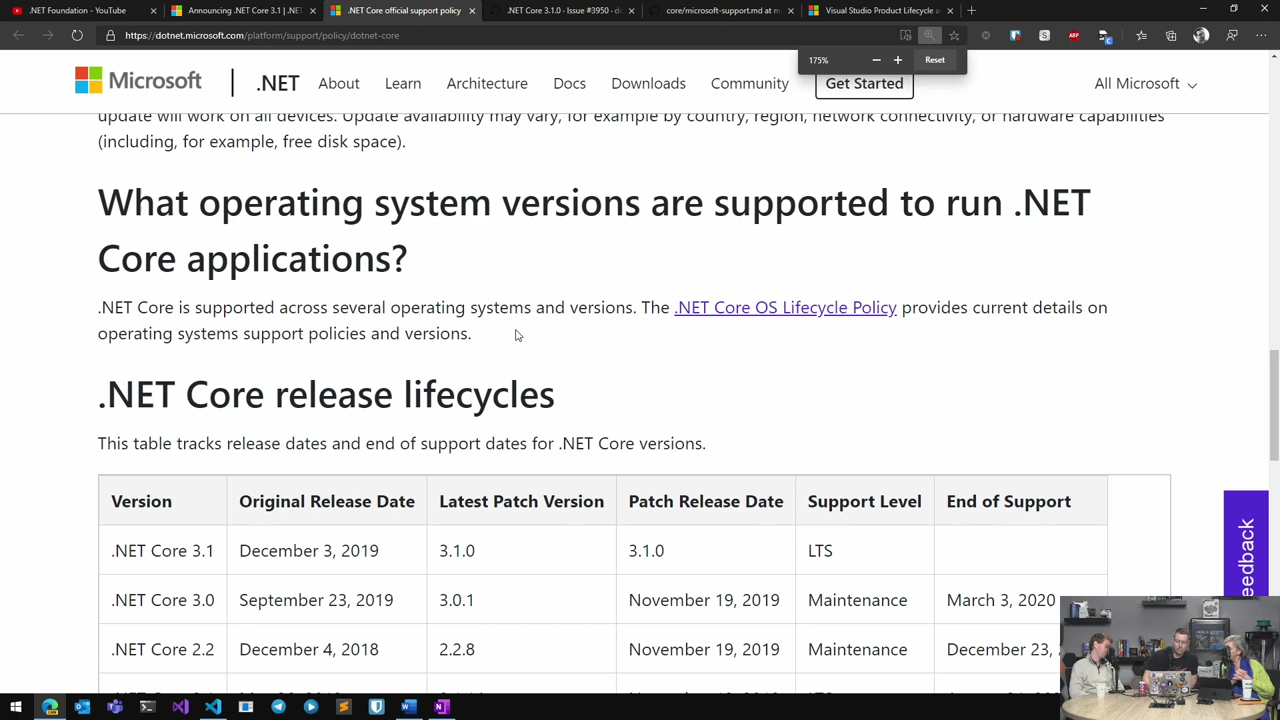 .NET Foundation - YouTube
Announcing .NET Core 3.1 | .NET
.NET Core official support policy
.NET Core 3.1.0 · Issue #3950 · do
core/microsoft-support.md at m
Visual Studio Product Lifecycle a
https://dotnet.microsoft.com/platform/support/policy/dotnet-core
175%
Reset
Microsoft
.NET
About
Learn
Architecture
Docs
Downloads
Community
Get Started
All Microsoft
update will work on all devices. Update availability may vary, for example by country, region, network connectivity, or hardware capabilities
(including, for example, free disk space).
What operating system versions are supported to run .NET
Core applications?
.NET Core is supported across several operating systems and versions. The .NET Core OS Lifecycle Policy provides current details on
operating systems support policies and versions.
.NET Core release lifecycles
This table tracks release dates and end of support dates for .NET Core versions.
Version Original Release Date Latest Patch Version Patch Release Date Support Level End of Support
.NET Core 3.1 December 3, 2019 3.1.0 3.1.0 LTS
.NET Core 3.0 September 23, 2019 3.0.1 November 19, 2019 Maintenance March 3, 2020
.NET Core 2.2 December 4, 2018 2.2.8 November 19, 2019 Maintenance December 23,
eedback